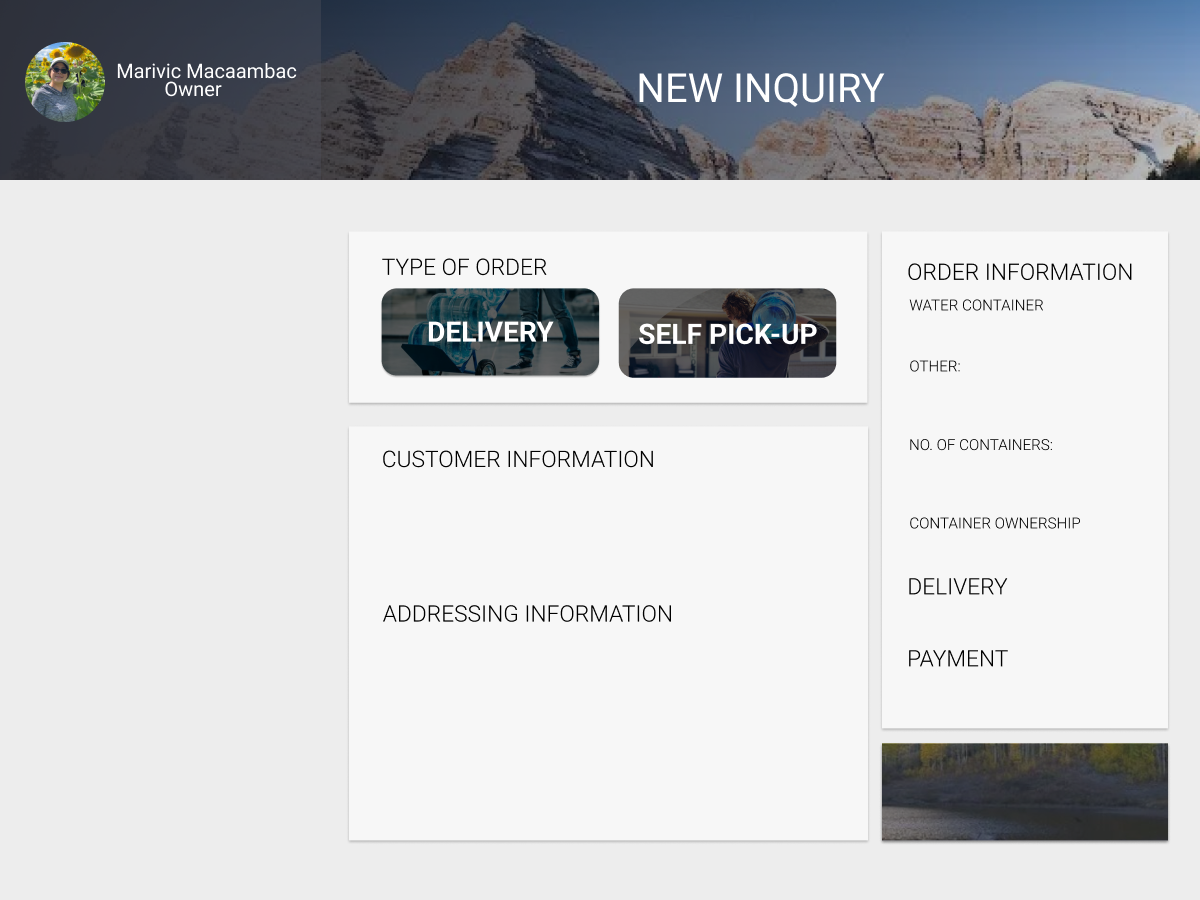 Marivic Macaambac
Owner
NEW INQUIRY
TYPE OF ORDER
DELIVERY
SELF PICK-UP
CUSTOMER INFORMATION
ADDRESSING INFORMATION
ORDER INFORMATION
WATER CONTAINER
OTHER:
NO. OF CONTAINERS:
CONTAINER OWNERSHIP
DELIVERY
PAYMENT